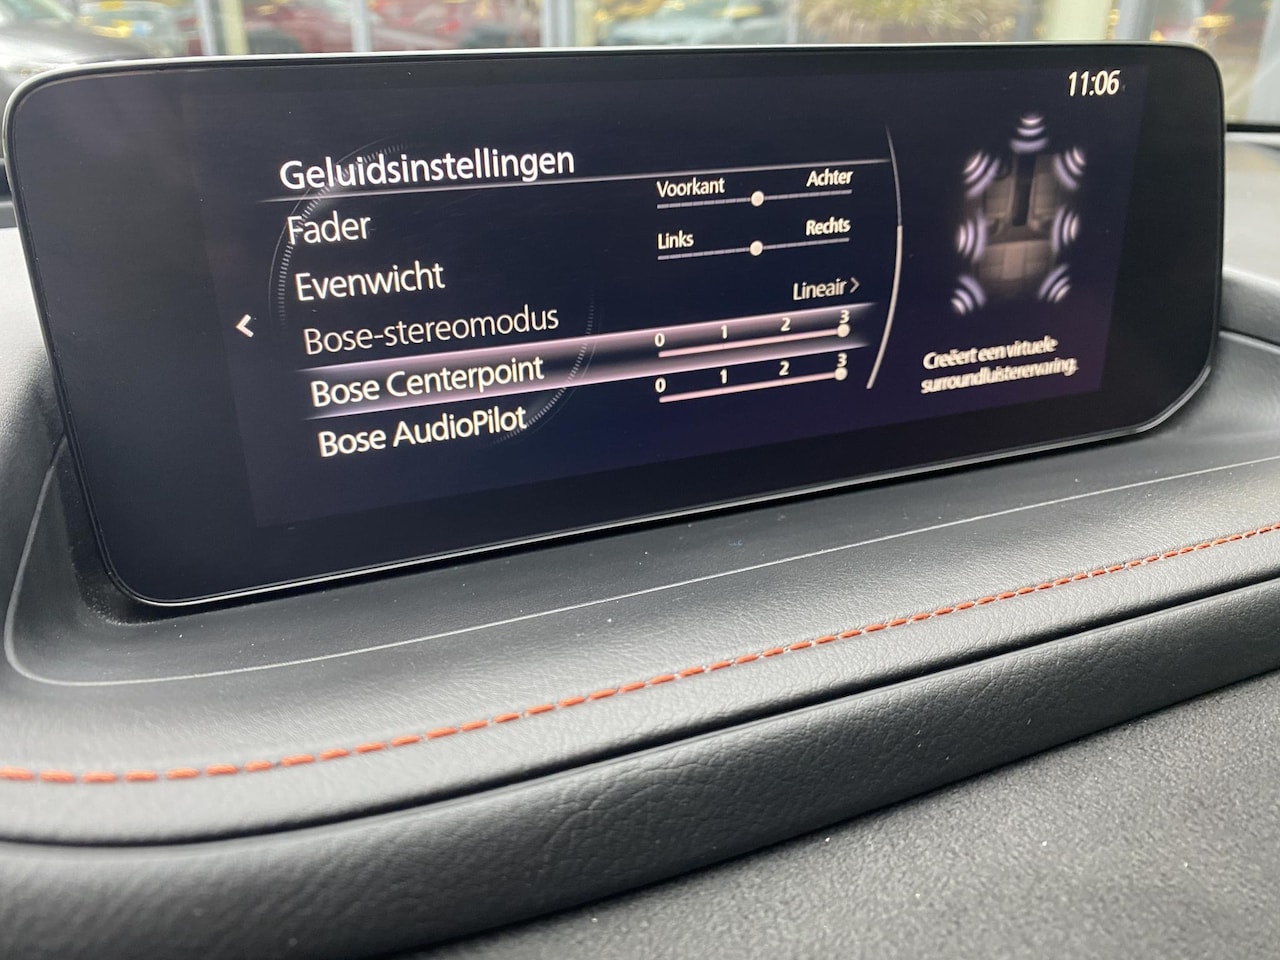 11:06
Geluidsinstellingen
Fader Voorkant Achter
Evenwicht Links Rechts
Bose-stereomodus Lineair >
Bose Centerpoint 0 1 2 3
Bose AudioPilot 0 1 2 3
Creëert een virtuele
surroundluisterervaring.